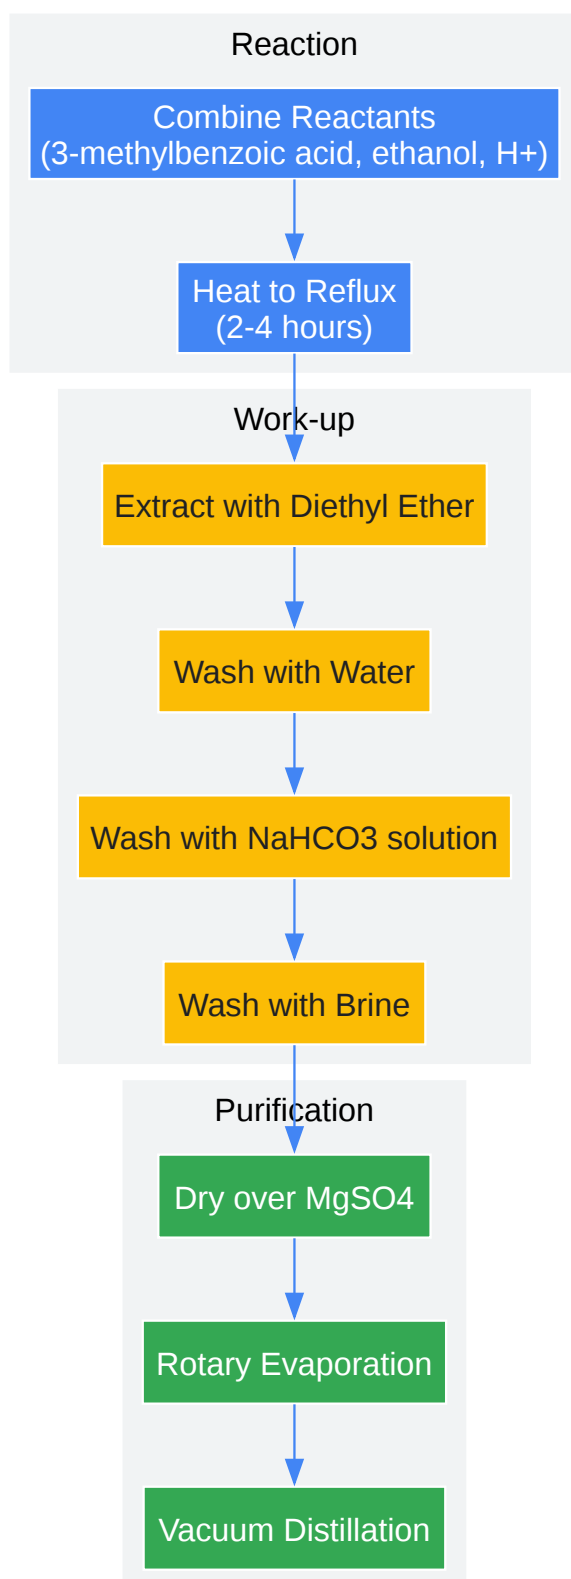 Reaction
Combine Reactants
(3-methylbenzoic acid, ethanol, H+)
Heat to Reflux
(2-4 hours)
Work-up
Extract with Diethyl Ether
Wash with Water
Wash with NaHCO3 solution
Wash with Brine
Purification
Dry over MgSO4
Rotary Evaporation
Vacuum Distillation